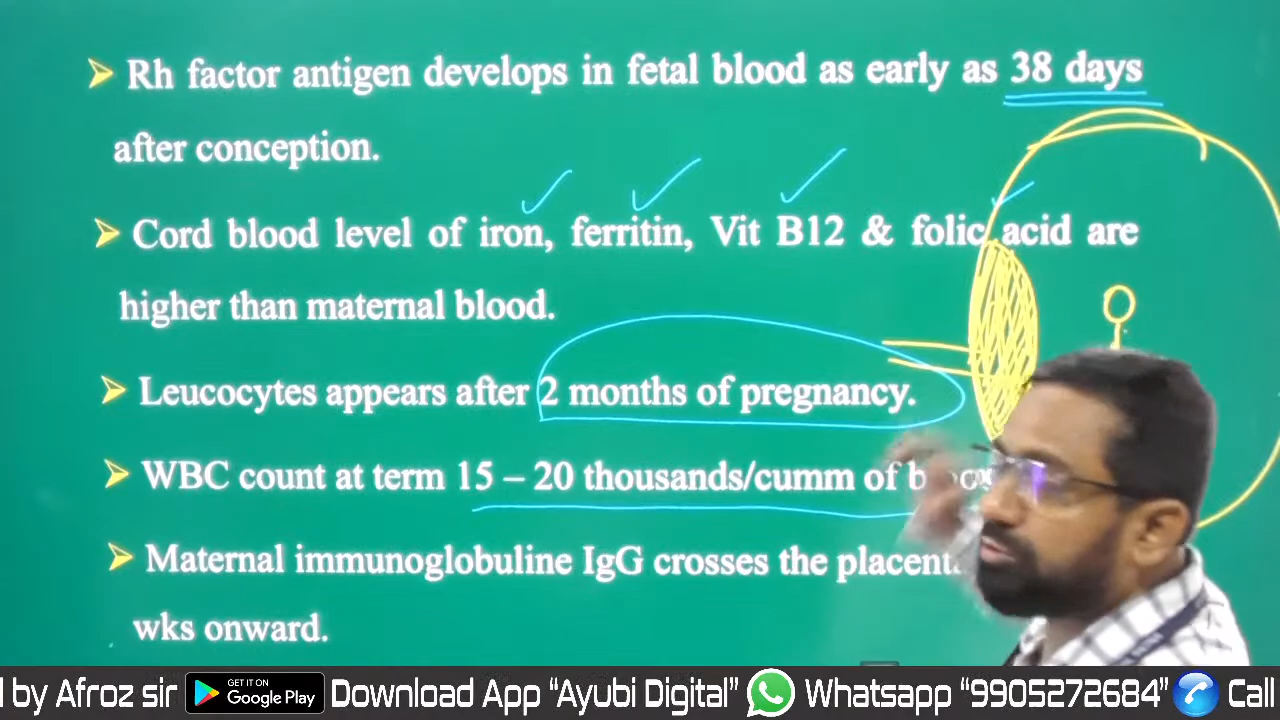 Rh factor antigen develops in fetal blood as early as 38 days
after conception.
Cord blood level of iron, ferritin, Vit B12 & folic acid are
higher than maternal blood.
Leucocytes appears after 2 months of pregnancy.
WBC count at term 15 – 20 thousands/cumm of
Maternal immunoglobuline IgG crosses the
wks onward.
by Afroz sir GET IT ON Google Play Download App “Ayubi Digital” Whatsapp “9905272684” Call